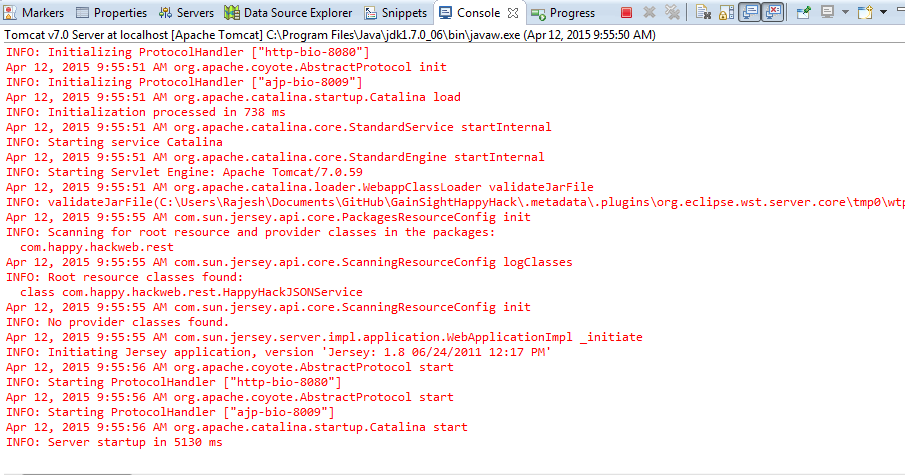 Markers Properties Servers Data Source Explorer Snippets Console Progress
Tomcat v7.0 Server at localhost [Apache Tomcat] C:\Program Files\Java\jdk1.7.0_06\bin\javaw.exe (Apr 12, 2015 9:55:50 AM)
INFO: Initializing ProtocolHandler ["http-bio-8080"]
Apr 12, 2015 9:55:51 AM org.apache.coyote.AbstractProtocol init
INFO: Initializing ProtocolHandler ["ajp-bio-8009"]
Apr 12, 2015 9:55:51 AM org.apache.catalina.startup.Catalina load
INFO: Initialization processed in 738 ms
Apr 12, 2015 9:55:51 AM org.apache.catalina.core.StandardService startInternal
INFO: Starting service Catalina
Apr 12, 2015 9:55:51 AM org.apache.catalina.core.StandardEngine startInternal
INFO: Starting Servlet Engine: Apache Tomcat/7.0.59
Apr 12, 2015 9:55:51 AM org.apache.catalina.loader.WebappClassLoader validateJarFile
INFO: validateJarFile(C:\Users\Rajesh\Documents\GitHub\GainSightHappyHack\.metadata\.plugins\org.eclipse.wst.server.core\tmp0\wtp
Apr 12, 2015 9:55:55 AM com.sun.jersey.api.core.PackagesResourceConfig init
INFO: Scanning for root resource and provider classes in the packages:
  com.happy.hackweb.rest
Apr 12, 2015 9:55:55 AM com.sun.jersey.api.core.ScanningResourceConfig logClasses
INFO: Root resource classes found:
  class com.happy.hackweb.rest.HappyHackJSONService
Apr 12, 2015 9:55:55 AM com.sun.jersey.api.core.ScanningResourceConfig init
INFO: No provider classes found.
Apr 12, 2015 9:55:55 AM com.sun.jersey.server.impl.application.WebApplicationImpl _initiate
INFO: Initiating Jersey application, version 'Jersey: 1.8 06/24/2011 12:17 PM'
Apr 12, 2015 9:55:56 AM org.apache.coyote.AbstractProtocol start
INFO: Starting ProtocolHandler ["http-bio-8080"]
Apr 12, 2015 9:55:56 AM org.apache.coyote.AbstractProtocol start
INFO: Starting ProtocolHandler ["ajp-bio-8009"]
Apr 12, 2015 9:55:56 AM org.apache.catalina.startup.Catalina start
INFO: Server startup in 5130 ms